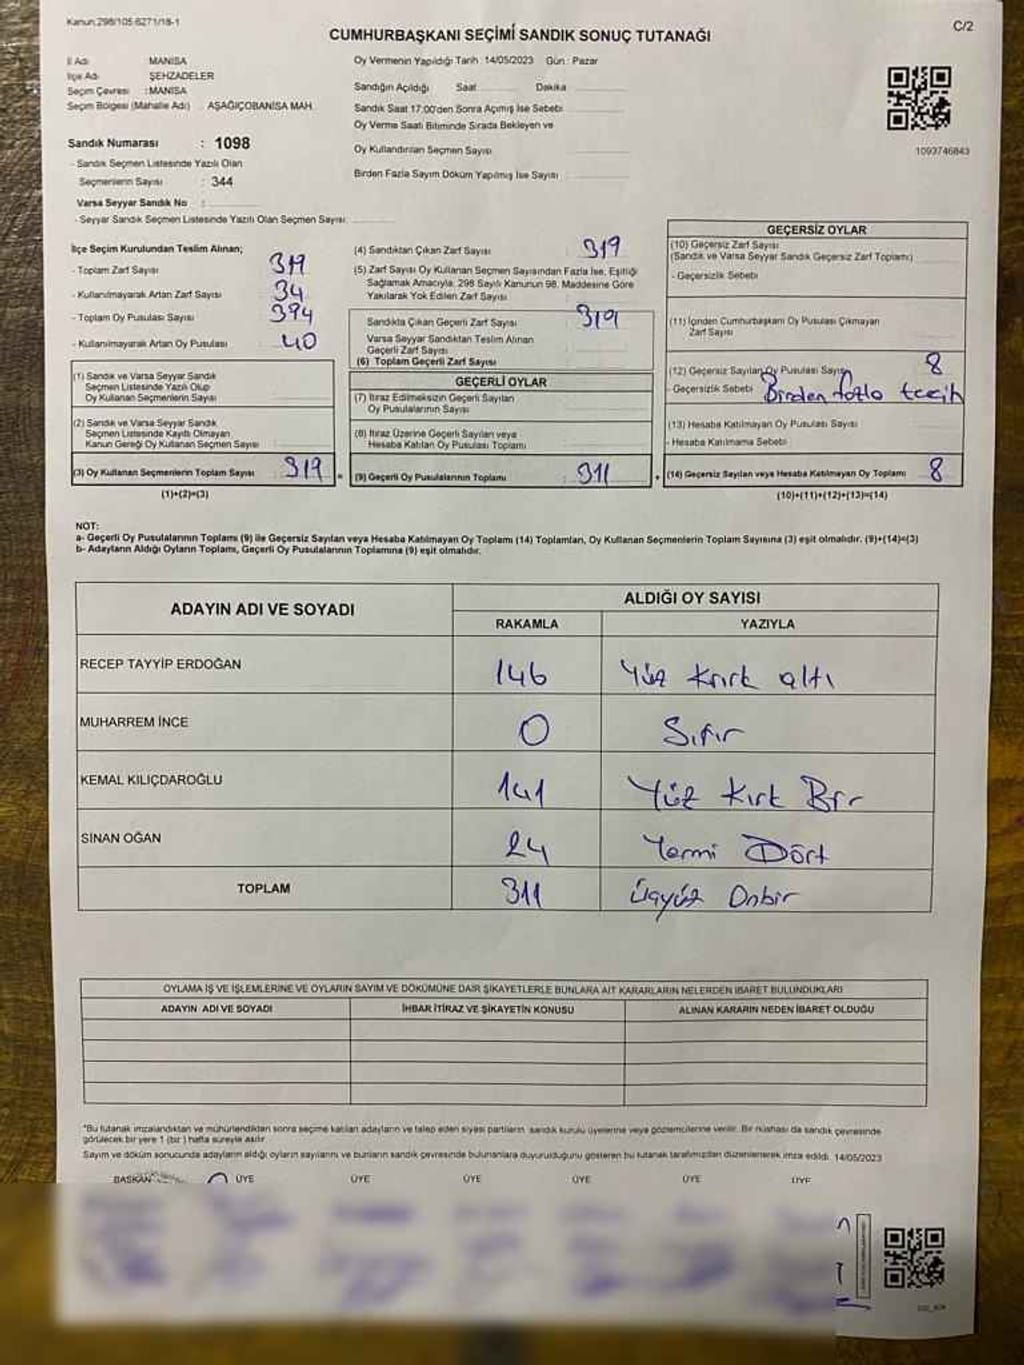 Kanun.298/105.6271/18-1
C/2
CUMHURBAŞKANI SEÇİMİ SANDIK SONUÇ TUTANAĞI
İl Adı MANİSA
İlçe Adı ŞEHZADELER
Seçim Çevresi : MANİSA
Seçim Bölgesi (Mahalle Adı) AŞAĞIÇOBANİSA MAH.
Sandık Numarası : 1098
- Sandık Seçmen Listesinde Yazılı Olan
Seçmenlerin Sayısı : 344
Varsa Seyyar Sandık No :
- Seyyar Sandık Seçmen Listesinde Yazılı Olan Seçmen Sayısı:
Oy Vermenin Yapıldığı Tarih : 14/05/2023 Gün : Pazar
Sandığın Açıldığı Saat Dakika
Sandık Saat 17:00'den Sonra Açılmış İse Sebebi
Oy Verme Saati Bitiminde Sırada Bekleyen ve
Oy Kullandırılan Seçmen Sayısı
Birden Fazla Sayım Döküm Yapılmış İse Sayısı :
1093746843
İlçe Seçim Kurulundan Teslim Alınan;
- Toplam Zarf Sayısı
- Kullanılmayarak Artan Zarf Sayısı 34
- Toplam Oy Pusulası Sayısı 394
- Kullanılmayarak Artan Oy Pusulası 40
(1) Sandık ve Varsa Seyyar Sandık
Seçmen Listesinde Yazılı Olup
Oy Kullanan Seçmenlerin Sayısı
(2) Sandık ve Varsa Seyyar Sandık
Seçmen Listesinde Kayıtlı Olmayan
Kanun Gereği Oy Kullanan Seçmen Sayısı
(3) Oy Kullanan Seçmenlerin Toplam Sayısı 319
(1)+(2)=(3)
(4) Sandıktan Çıkan Zarf Sayısı 319
(5) Zarf Sayısı Oy Kullanan Seçmen Sayısından Fazla İse, Eşitliği
Sağlamak Amacıyla, 298 Sayılı Kanunun 98. Maddesine Göre
Yakılarak Yok Edilen Zarf Sayısı
Sandıkta Çıkan Geçerli Zarf Sayısı 319
Varsa Seyyar Sandıktan Teslim Alınan
Geçerli Zarf Sayısı
(6) Toplam Geçerli Zarf Sayısı
GEÇERLİ OYLAR
(7) İtiraz Edilmeksizin Geçerli Sayılan
Oy Pusulalarının Sayısı
(8) İtiraz Üzerine Geçerli Sayılan veya
Hesaba Katılan Oy Pusulası Toplamı
= (9) Geçerli Oy Pusulalarının Toplamı 311
GEÇERSİZ OYLAR
(10) Geçersiz Zarf Sayısı
(Sandık ve Varsa Seyyar Sandık Geçersiz Zarf Toplamı)
- Geçersizlik Sebebi
(11) İçinden Cumhurbaşkanı Oy Pusulası Çıkmayan
Zarf Sayısı
(12) Geçersiz Sayılan Oy Pusulası Sayısı 8
- Geçersizlik Sebebi Birden fazla tecih
(13) Hesaba Katılmayan Oy Pusulası Sayısı
- Hesaba Katılmama Sebebi
+ (14) Geçersiz Sayılan veya Hesaba Katılmayan Oy Toplamı 8
(10)+(11)+(12)+(13)=(14)
NOT:
a- Geçerli Oy Pusulalarının Toplamı (9) ile Geçersiz Sayılan veya Hesaba Katılmayan Oy Toplamı (14) Toplamları, Oy Kullanan Seçmenlerin Toplam Sayısına (3) eşit olmalıdır. (9)+(14)=(3)
b- Adayların Aldığı Oyların Toplamı, Geçerli Oy Pusulalarının Toplamına (9) eşit olmalıdır.
ADAYIN ADI VE SOYADI ALDIĞI OY SAYISI
RAKAMLA YAZIYLA
RECEP TAYYİP ERDOĞAN 146 Yüz kırk altı
MUHARREM İNCE 0 Sıfır
KEMAL KILIÇDAROĞLU 141 Yüz Kırk Bir
SİNAN OĞAN 24 Yirmi Dört
TOPLAM 311 Üçyüz Onbir
OYLAMA İŞ VE İŞLEMLERİNE VE OYLARIN SAYIM VE DÖKÜMÜNE DAİR ŞİKAYETLERLE BUNLARA AİT KARARLARIN NELERDEN İBARET BULUNDUKLARI
ADAYIN ADI VE SOYADI İHBAR İTİRAZ VE ŞİKAYETİN KONUSU ALINAN KARARIN NEDEN İBARET OLDUĞU
*Bu tutanak imzalandıktan ve mühürlendikten sonra seçime katılan adayların ve talep eden siyasi partilerin sandık kurulu üyelerine veya gözlemcilerine verilir. Bir nüshası da sandık çevresinde
görülecek bir yere 1 (bir) hafta süreyle asılır.
Sayım ve döküm sonucunda adayların aldığı oyların sayılarını ve bunların sandık çevresinde bulunanlara duyurulduğunu gösteren bu tutanak tarafımızdan düzenlenerek imza edildi. 14/05/2023
BAŞKAN ÜYE ÜYE ÜYE ÜYE ÜYE ÜYE